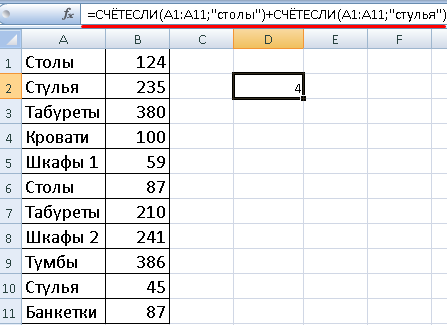 fx =СЧЁТЕСЛИ(A1:A11;"столы")+СЧЁТЕСЛИ(A1:A11;"стулья")
A B C D E F
1 Столы 124
2 Стулья 235 4
3 Табуреты 380
4 Кровати 100
5 Шкафы 1 59
6 Столы 87
7 Табуреты 210
8 Шкафы 2 241
9 Тумбы 386
10 Стулья 45
11 Банкетки 87